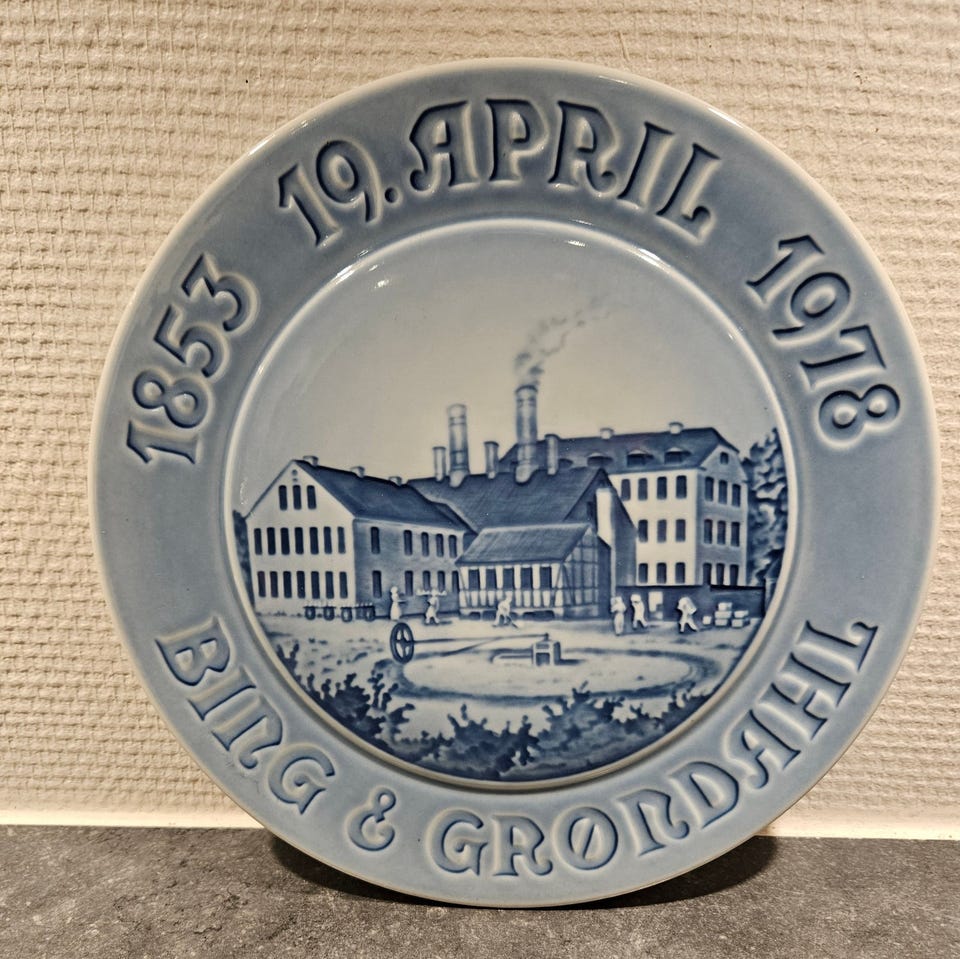 1853 19. APRIL 1978
BING & GRØNDAHL